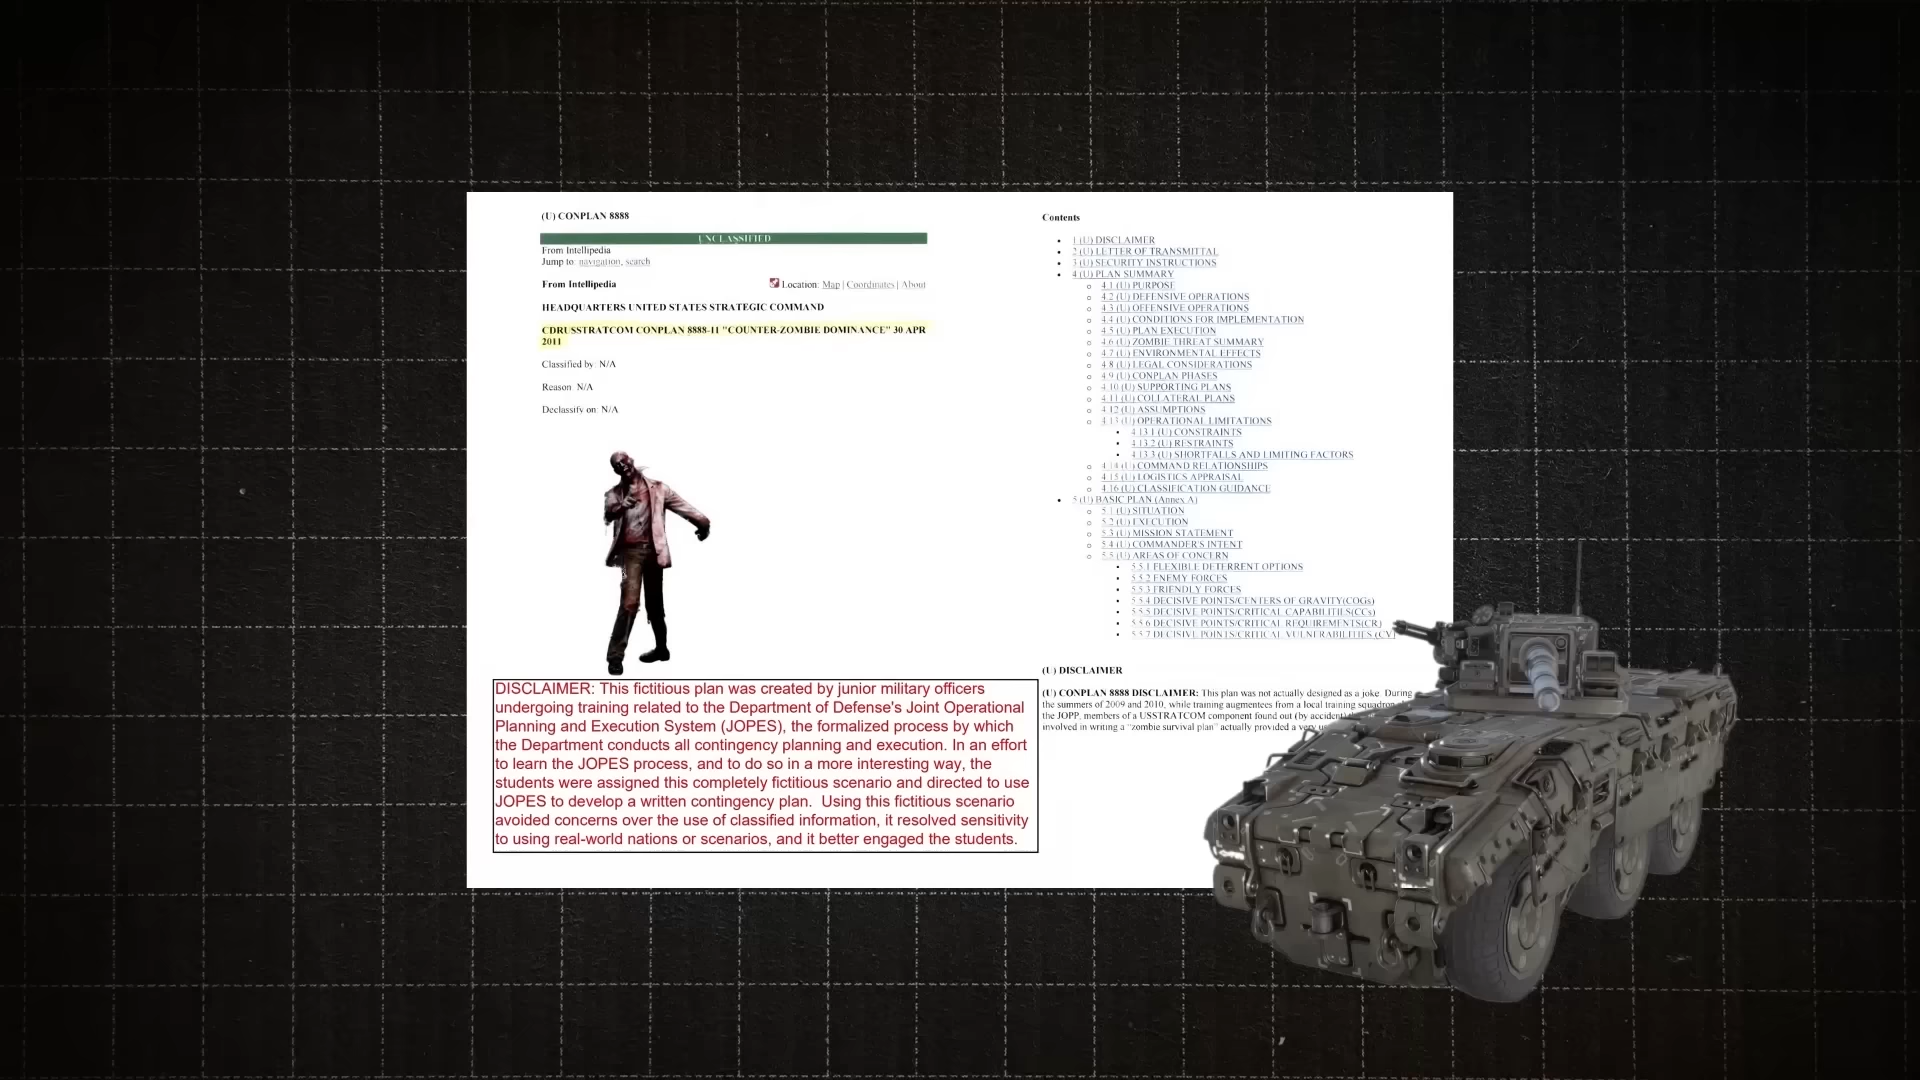 (U) CONPLAN 8888
UNCLASSIFIED
From Intellipedia
Jump to: navigation, search
From Intellipedia
Location: Map | Coordinates | About
HEADQUARTERS UNITED STATES STRATEGIC COMMAND
CDRUSSTRATCOM CONPLAN 8888-11 "COUNTER-ZOMBIE DOMINANCE" 30 APR
2011
Classified by: N/A
Reason: N/A
Declassify on: N/A
DISCLAIMER: This fictitious plan was created by junior military officers
undergoing training related to the Department of Defense's Joint Operational
Planning and Execution System (JOPES), the formalized process by which
the Department conducts all contingency planning and execution. In an effort
to learn the JOPES process, and to do so in a more interesting way, the
students were assigned this completely fictitious scenario and directed to use
JOPES to develop a written contingency plan. Using this fictitious scenario
avoided concerns over the use of classified information, it resolved sensitivity
to using real-world nations or scenarios, and it better engaged the students.
Contents
1 (U) DISCLAIMER
2 (U) LETTER OF TRANSMITTAL
3 (U) SECURITY INSTRUCTIONS
4 (U) PLAN SUMMARY
4.1 (U) PURPOSE
4.2 (U) DEFENSIVE OPERATIONS
4.3 (U) OFFENSIVE OPERATIONS
4.4 (U) CONDITIONS FOR IMPLEMENTATION
4.5 (U) PLAN EXECUTION
4.6 (U) ZOMBIE THREAT SUMMARY
4.7 (U) ENVIRONMENTAL EFFECTS
4.8 (U) LEGAL CONSIDERATIONS
4.9 (U) CONPLAN PHASES
4.10 (U) SUPPORTING PLANS
4.11 (U) COLLATERAL PLANS
4.12 (U) ASSUMPTIONS
4.13 (U) OPERATIONAL LIMITATIONS
4.13.1 (U) CONSTRAINTS
4.13.2 (U) RESTRAINTS
4.13.3 (U) SHORTFALLS AND LIMITING FACTORS
4.14 (U) COMMAND RELATIONSHIPS
4.15 (U) LOGISTICS APPRAISAL
4.16 (U) CLASSIFICATION GUIDANCE
5 (U) BASIC PLAN (Annex A)
5.1 (U) SITUATION
5.2 (U) EXECUTION
5.3 (U) MISSION STATEMENT
5.4 (U) COMMANDER'S INTENT
5.5 (U) AREAS OF CONCERN
5.5.1 FLEXIBLE DETERRENT OPTIONS
5.5.2 ENEMY FORCES
5.5.3 FRIENDLY FORCES
5.5.4 DECISIVE POINTS/CENTERS OF GRAVITY(COGs)
5.5.5 DECISIVE POINTS/CRITICAL CAPABILITIES(CCs)
5.5.6 DECISIVE POINTS/CRITICAL REQUIREMENTS(CR)
5.5.7 DECISIVE POINTS/CRITICAL VULNERABILITIES (CV)
(U) DISCLAIMER
(U) CONPLAN 8888 DISCLAIMER: This plan was not actually designed as a joke. During
the summers of 2009 and 2010, while training augmentees from a local training squadron
the JOPP, members of a USSTRATCOM component found out (by accident)
involved in writing a "zombie survival plan" actually provided a very